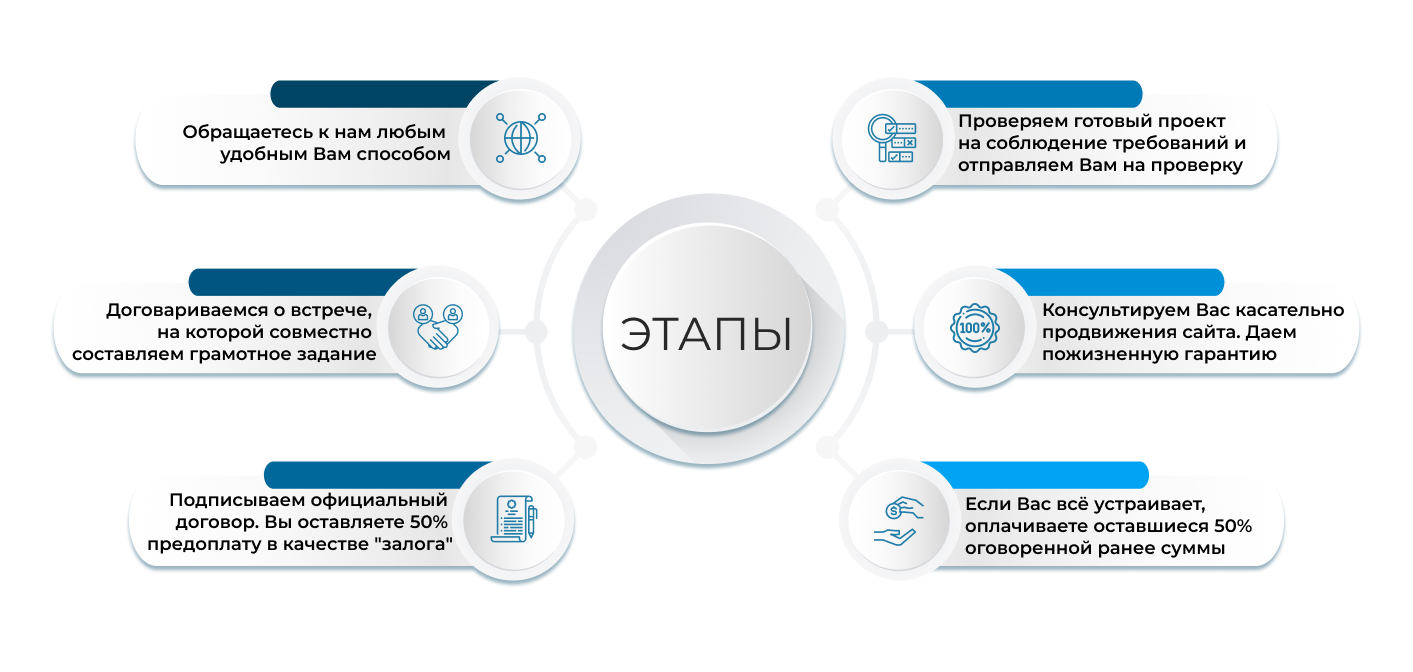 Обращаетесь к нам любым
удобным Вам способом
Договариваемся о встрече,
на которой совместно
составляем грамотное задание
Подписываем официальный
договор. Вы оставляете 50%
предоплату в качестве "залога"
ЭТАПЫ
Проверяем готовый проект
на соблюдение требований и
отправляем Вам на проверку
100%
Консультируем Вас касательно
продвижения сайта. Даем
пожизненную гарантию
$
Если Вас всё устраивает,
оплачиваете оставшиеся 50%
оговоренной ранее суммы